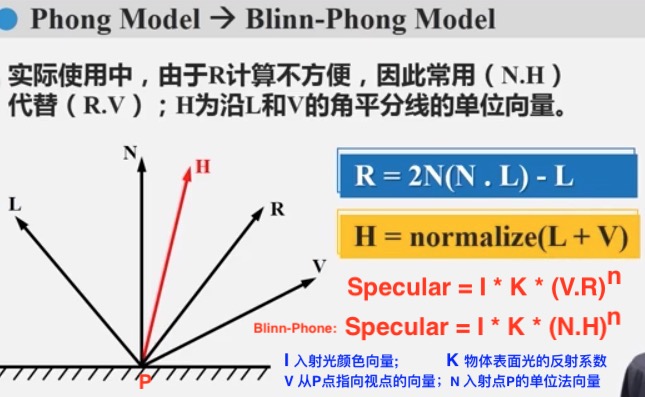 Phong Model → Blinn-Phong Model
实际使用中，由于R计算不方便，因此常用（N.H）
代替（R.V）；H为沿L和V的角平分线的单位向量。
N
H
L
R
V
P
R = 2N(N . L) - L
H = normalize(L + V)
Specular = I * K * (V.R)n
Blinn-Phone: Specular = I * K * (N.H)n
I 入射光颜色向量； K 物体表面光的反射系数
V 从P点指向视点的向量；N 入射点P的单位法向量